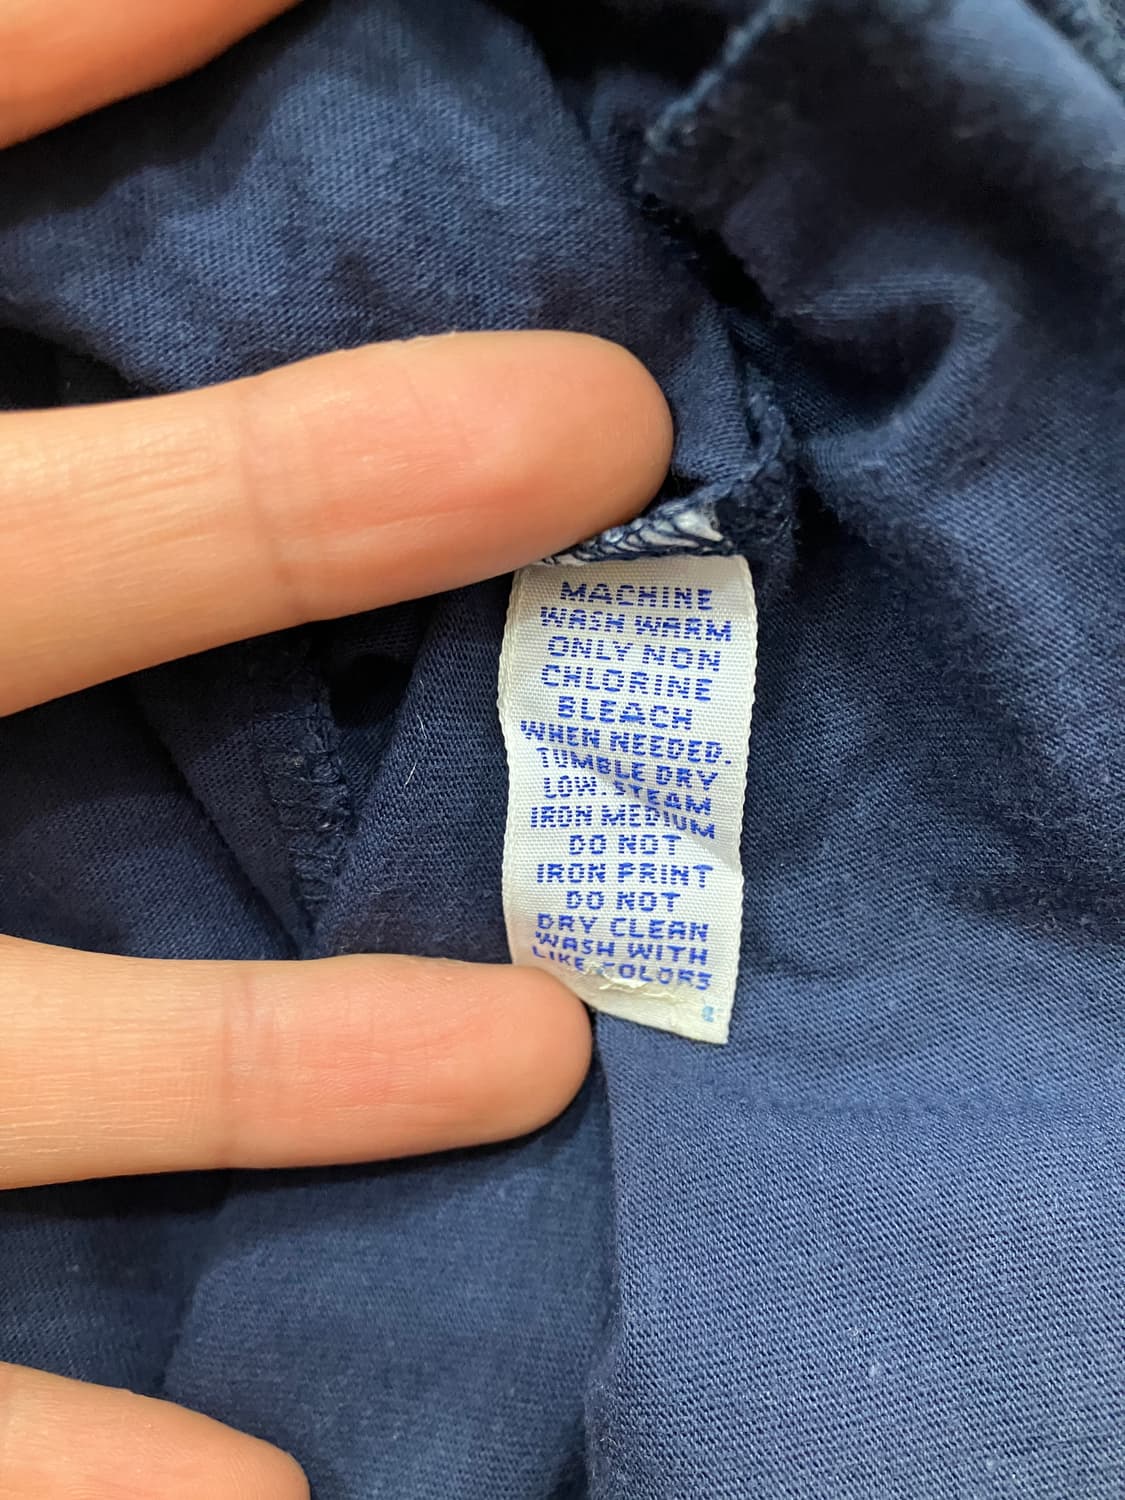 MACHINE
WASH WARM
ONLY NON
CHLORINE
BLEACH
WHEN NEEDED.
TUMBLE DRY
LOW. STEAM
IRON MEDIUM
DO NOT
IRON PRINT
DO NOT
DRY CLEAN
WASH WITH
LIKE COLORS